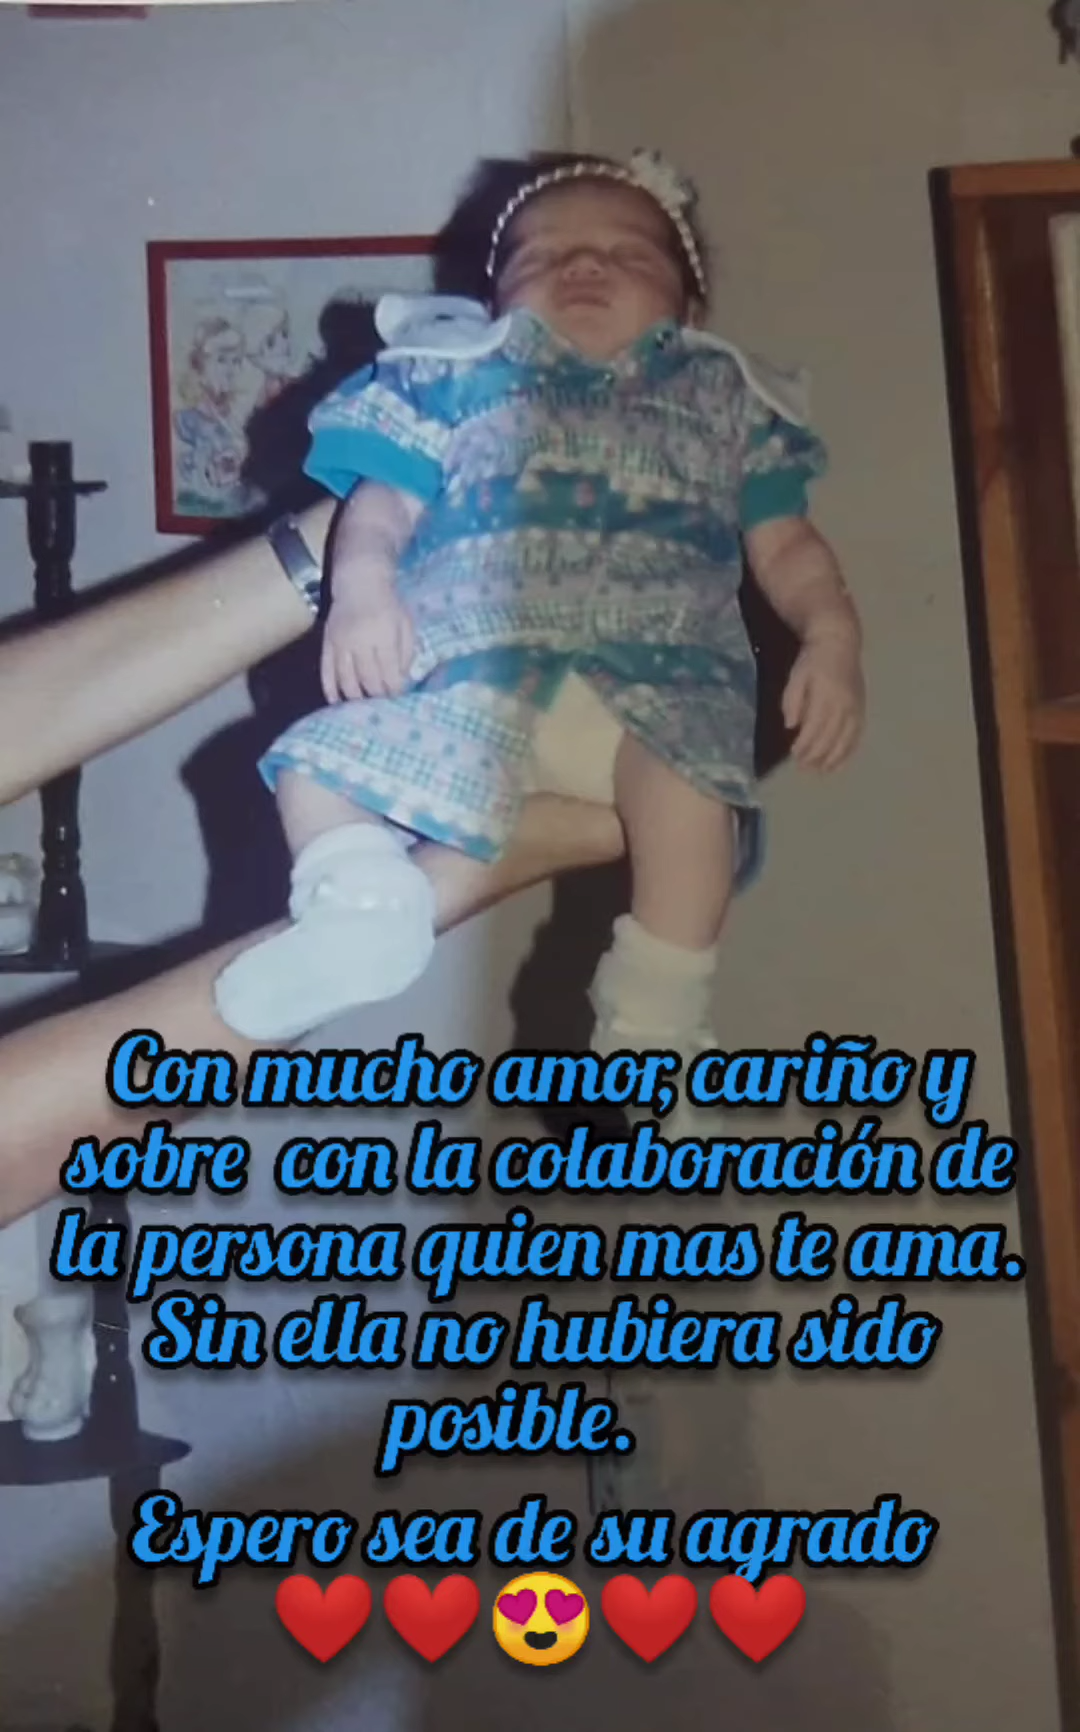 Con mucho amor, cariño y
sobre con la colaboración de
la persona quien mas te ama.
Sin ella no hubiera sido
posible.
Espero sea de su agrado
❤️❤️😍❤️❤️